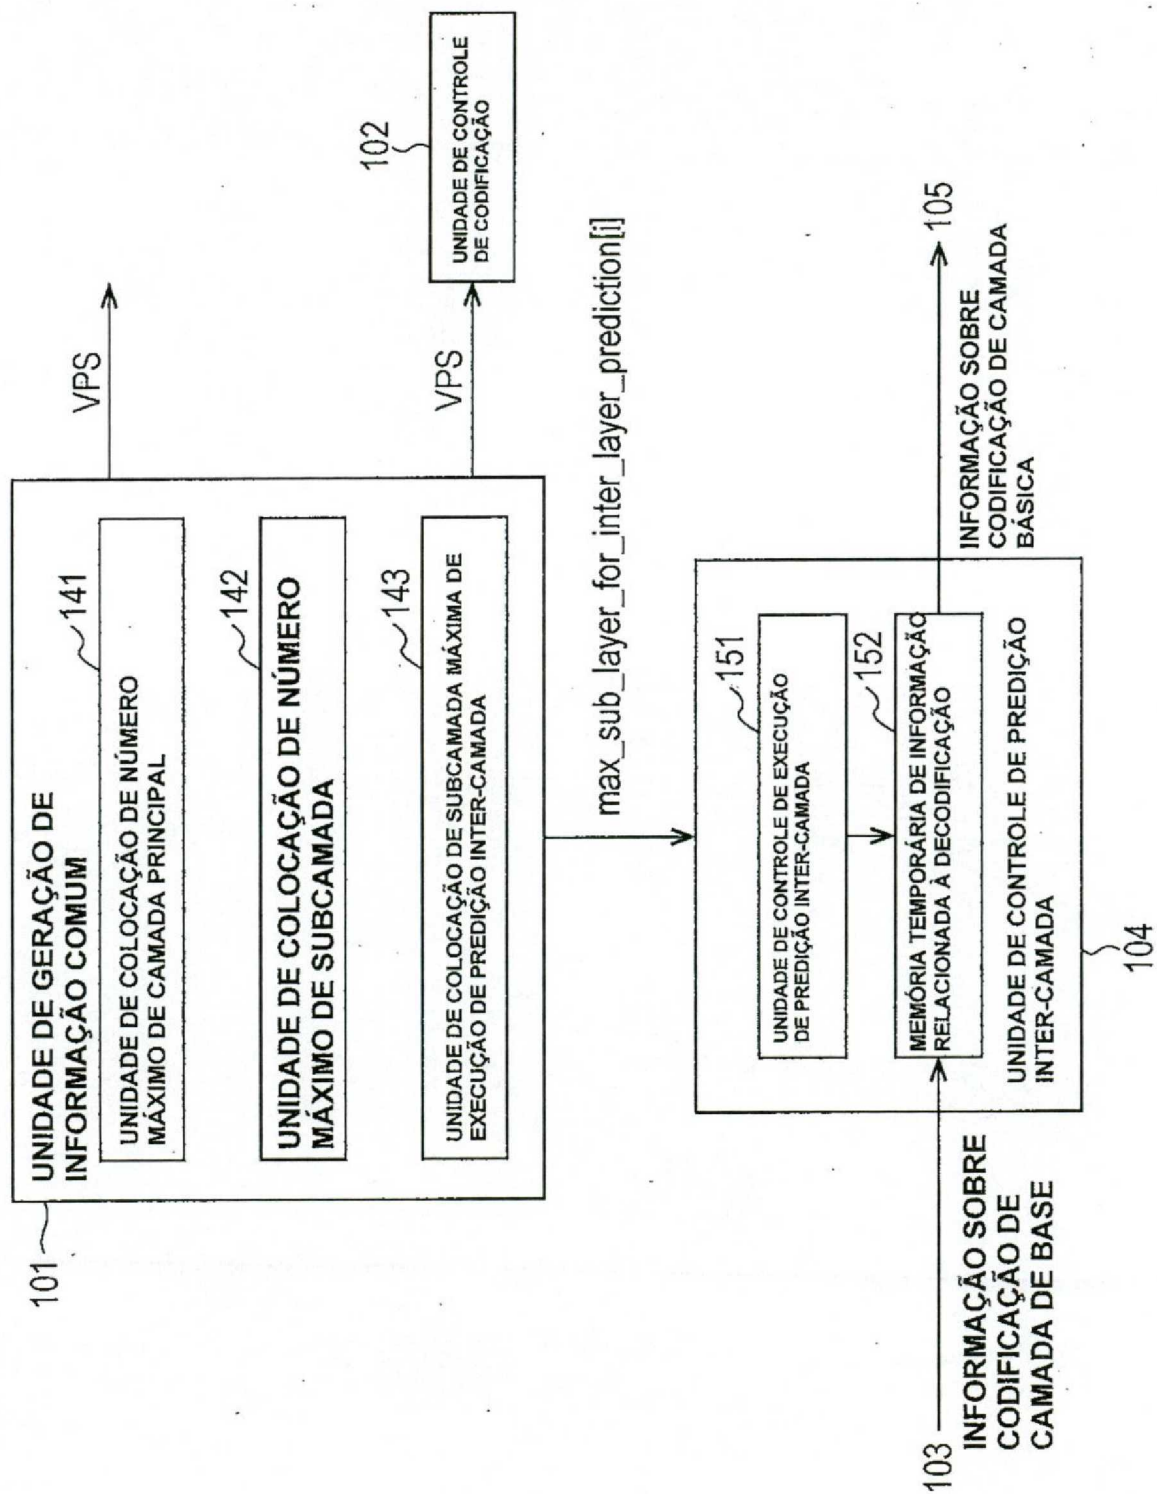 101
UNIDADE DE GERAÇÃO DE
INFORMAÇÃO COMUM
141
UNIDADE DE COLOCAÇÃO DE NÚMERO
MÁXIMO DE CAMADA PRINCIPAL
142
UNIDADE DE COLOCAÇÃO DE NÚMERO
MÁXIMO DE SUBCAMADA
143
UNIDADE DE COLOCAÇÃO DE SUBCAMADA MÁXIMA DE
EXECUÇÃO DE PREDIÇÃO INTER-CAMADA
VPS
VPS
102
UNIDADE DE CONTROLE
DE CODIFICAÇÃO
max_sub_layer_for_inter_layer_prediction[i]
151
UNIDADE DE CONTROLE DE EXECUÇÃO
DE PREDIÇÃO INTER-CAMADA
152
MEMÓRIA TEMPORÁRIA DE INFORMAÇÃO
RELACIONADA À DECODIFICAÇÃO
UNIDADE DE CONTROLE DE PREDIÇÃO
INTER-CAMADA
104
103
INFORMAÇÃO SOBRE
CODIFICAÇÃO DE
CAMADA DE BASE
105
INFORMAÇÃO SOBRE
CODIFICAÇÃO DE CAMADA
BÁSICA